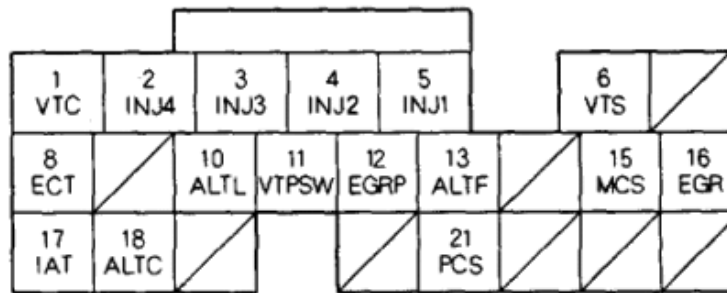 1 2 3 4 5 6
VTC INJ4 INJ3 INJ2 INJ1 VTS
8 10 11 12 13 15 16
ECT ALTL VTPSW EGRP ALTF MCS EGR
17 18 21
IAT ALTC PCS